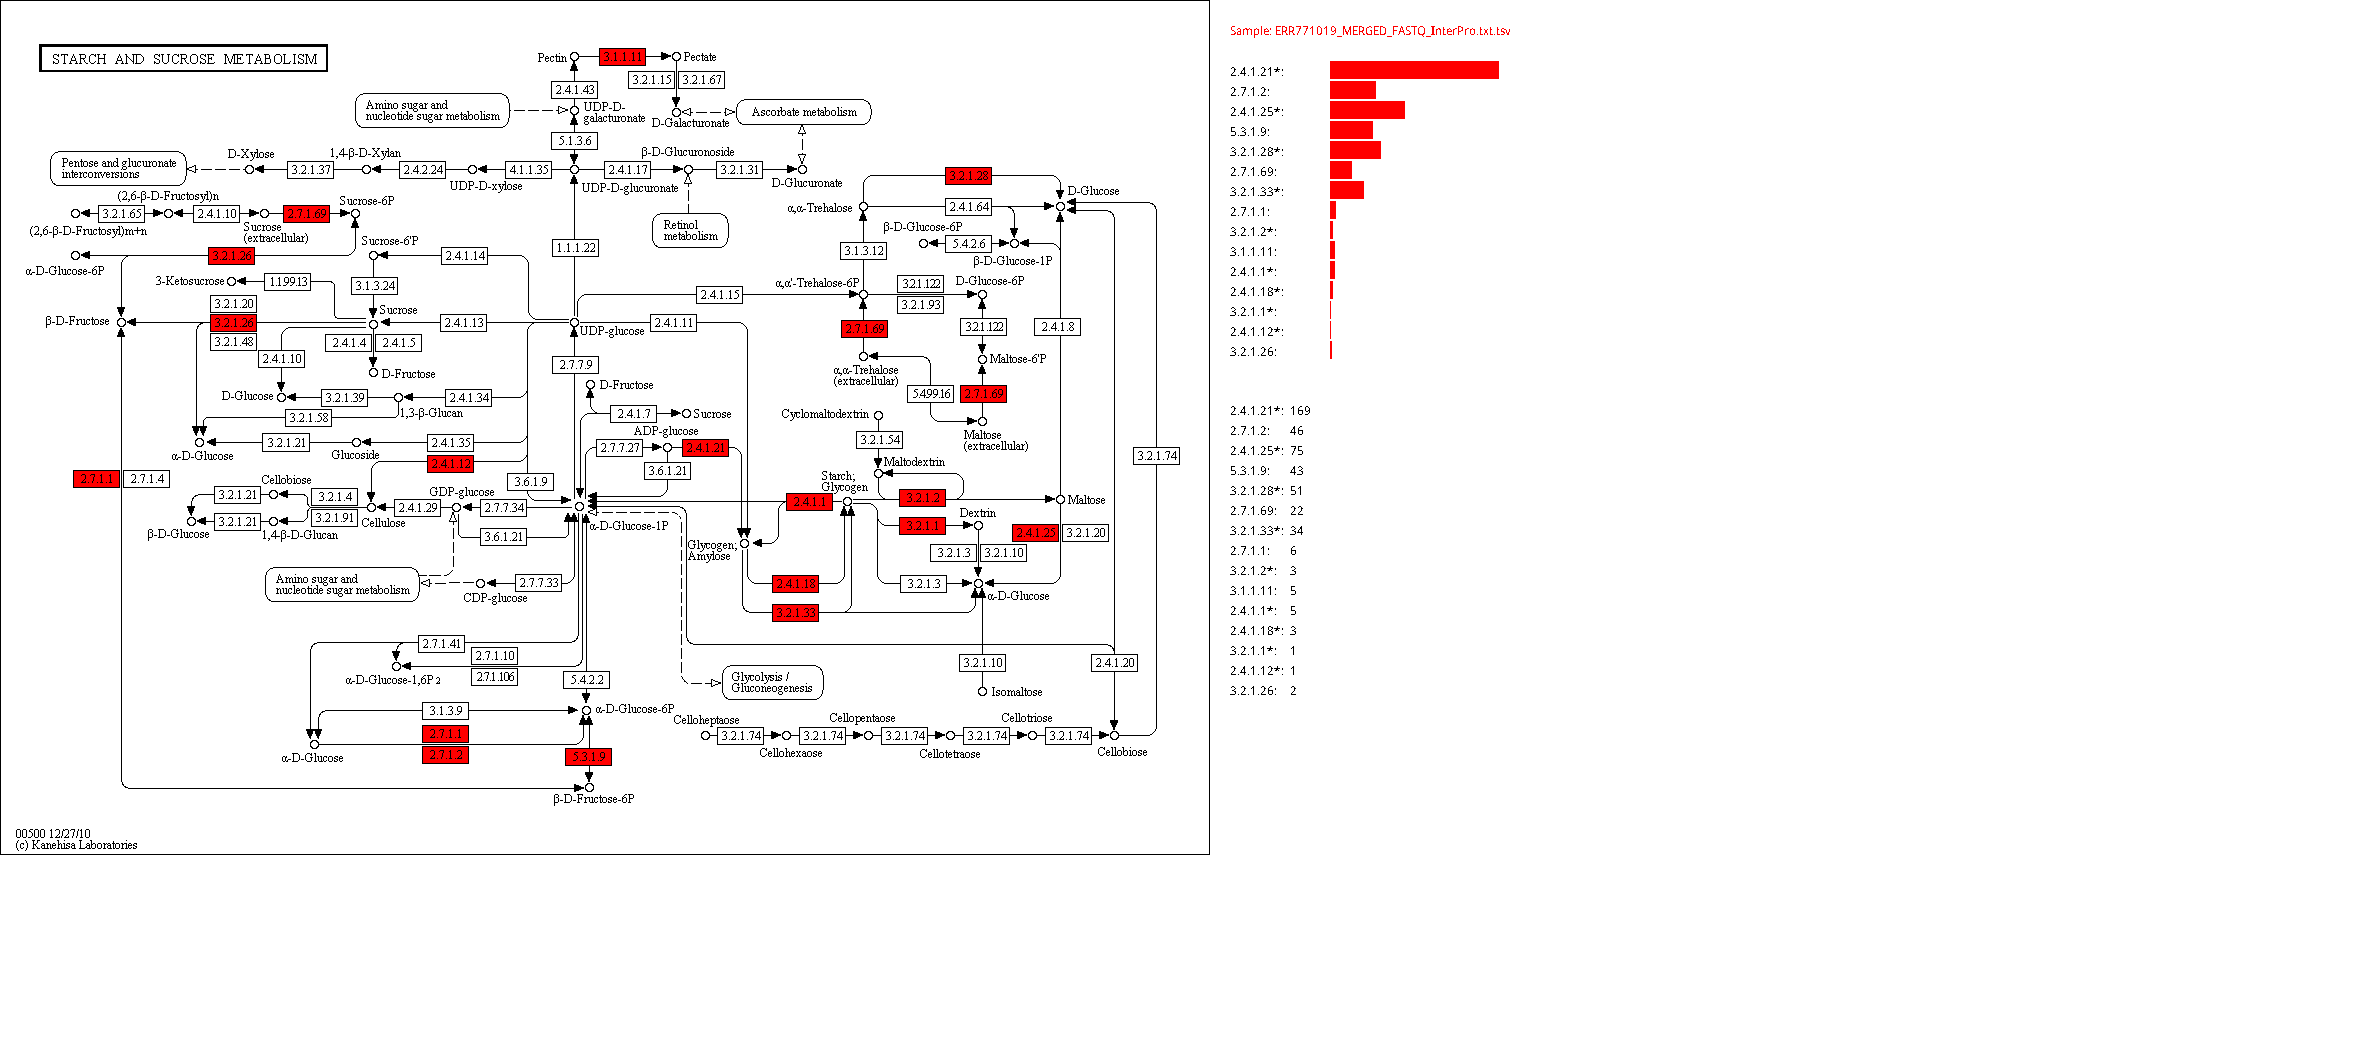 STARCH AND SUCROSE METABOLISM
Pectin
3.1.1.11
Pectate
3.2.1.15
3.2.1.67
2.4.1.43
Amino sugar and
nucleotide sugar metabolism
UDP-D-
galacturonate
D-Galacturonate
Ascorbate metabolism
5.1.3.6
Pentose and glucuronate
interconversions
D-Xylose
3.2.1.37
1,4-β-D-Xylan
2.4.2.24
UDP-D-xylose
4.1.1.35
2.4.1.17
UDP-D-glucuronate
β-D-Glucuronoside
3.2.1.31
D-Glucuronate
Retinol
metabolism
(2,6-β-D-Fructosyl)n
3.2.1.65
2.4.1.10
2.7.1.69
Sucrose-6P
(2,6-β-D-Fructosyl)m+n
Sucrose
(extracellular)
3.2.1.26
α-D-Glucose-6P
Sucrose-6'P
2.4.1.14
1.1.1.22
3-Ketosucrose
1.1.99.13
3.1.3.24
3.2.1.20
3.2.1.26
3.2.1.48
β-D-Fructose
Sucrose
2.4.1.13
UDP-glucose
2.4.1.11
2.4.1.15
2.4.1.10
2.4.1.4
2.4.1.5
D-Fructose
2.7.7.9
D-Glucose
3.2.1.39
2.4.1.34
1,3-β-Glucan
3.2.1.58
D-Fructose
2.4.1.7
Sucrose
α-D-Glucose
3.2.1.21
Glucoside
2.4.1.35
ADP-glucose
2.7.7.27
2.4.1.21
3.6.1.21
2.4.1.12
3.6.1.9
2.7.1.1
2.7.1.4
Cellobiose
3.2.1.21
3.2.1.4
3.2.1.21
3.2.1.91
β-D-Glucose
1,4-β-D-Glucan
Cellulose
2.4.1.29
GDP-glucose
2.7.7.34
α-D-Glucose-1P
3.6.1.21
Amino sugar and
nucleotide sugar metabolism
2.7.7.33
CDP-glucose
2.7.1.41
2.7.1.10
2.7.1.106
α-D-Glucose-1,6P2
5.4.2.2
3.1.3.9
α-D-Glucose-6P
2.7.1.1
2.7.1.2
α-D-Glucose
5.3.1.9
β-D-Fructose-6P
3.2.1.28
D-Glucose
α,α-Trehalose
2.4.1.64
β-D-Glucose-6P
5.4.2.6
β-D-Glucose-1P
3.1.3.12
α,α'-Trehalose-6P
3.2.1.122
3.2.1.93
D-Glucose-6P
2.7.1.69
3.2.1.122
2.4.1.8
Maltose-6'P
α,α-Trehalose
(extracellular)
5.4.99.16
2.7.1.69
Maltose
(extracellular)
Cyclomaltodextrin
3.2.1.54
Maltodextrin
3.2.1.74
Starch;
Glycogen
2.4.1.1
3.2.1.2
Maltose
3.2.1.1
Dextrin
2.4.1.25
3.2.1.20
Glycogen;
Amylose
3.2.1.3
3.2.1.10
2.4.1.18
3.2.1.3
α-D-Glucose
3.2.1.33
3.2.1.10
2.4.1.20
Glycolysis /
Gluconeogenesis
Isomaltose
Celloheptaose
3.2.1.74
Cellohexaose
3.2.1.74
Cellopentaose
3.2.1.74
Cellotetraose
3.2.1.74
Cellotriose
3.2.1.74
Cellobiose
00500 12/27/10
(c) Kanehisa Laboratories
Sample: ERR771019_MERGED_FASTQ_InterPro.txt.tsv
2.4.1.21*:
2.7.1.2:
2.4.1.25*:
5.3.1.9:
3.2.1.28*:
2.7.1.69:
3.2.1.33*:
2.7.1.1:
3.2.1.2*:
3.1.1.11:
2.4.1.1*:
2.4.1.18*:
3.2.1.1*:
2.4.1.12*:
3.2.1.26:
2.4.1.21*: 169
2.7.1.2: 46
2.4.1.25*: 75
5.3.1.9: 43
3.2.1.28*: 51
2.7.1.69: 22
3.2.1.33*: 34
2.7.1.1: 6
3.2.1.2*: 3
3.1.1.11: 5
2.4.1.1*: 5
2.4.1.18*: 3
3.2.1.1*: 1
2.4.1.12*: 1
3.2.1.26: 2